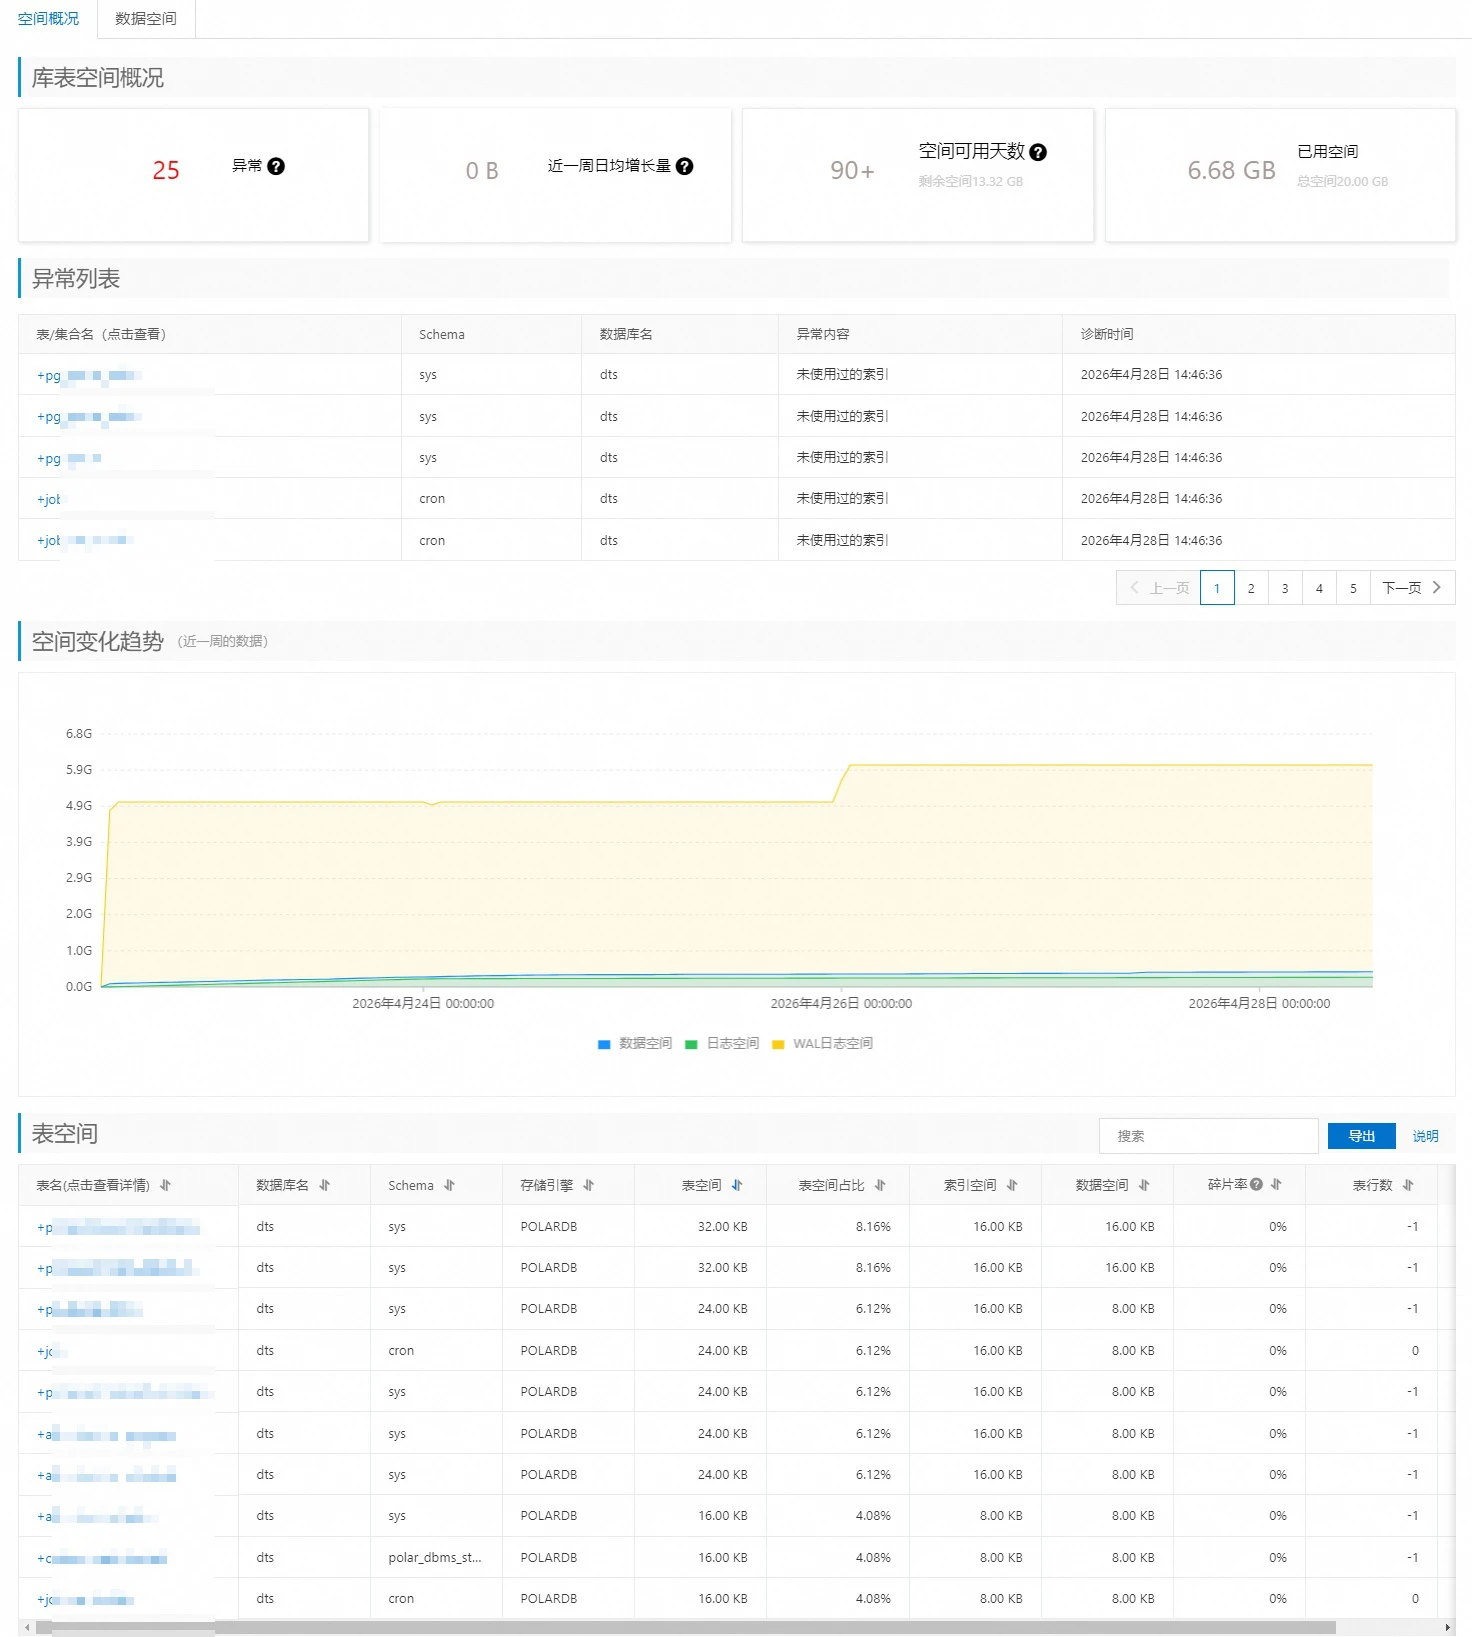 空间概况 数据空间
库表空间概况
25 异常
0 B 近一周日均增长量
90+ 空间可用天数
剩余空间13.32 GB
6.68 GB 已用空间
总空间20.00 GB
异常列表
表/集合名（点击查看） Schema 数据库名 异常内容 诊断时间
+pg sys dts 未使用过的索引 2026年4月28日 14:46:36
+pg sys dts 未使用过的索引 2026年4月28日 14:46:36
+pg sys dts 未使用过的索引 2026年4月28日 14:46:36
+job cron dts 未使用过的索引 2026年4月28日 14:46:36
+job cron dts 未使用过的索引 2026年4月28日 14:46:36
上一页 1 2 3 4 5 下一页
空间变化趋势 （近一周的数据）
6.8G
5.9G
4.9G
3.9G
2.9G
2.0G
1.0G
0.0G
2026年4月24日 00:00:00 2026年4月26日 00:00:00 2026年4月28日 00:00:00
数据空间 日志空间 WAL日志空间
表空间 搜索 导出 说明
表名(点击查看详情) 数据库名 Schema 存储引擎 表空间 表空间占比 索引空间 数据空间 碎片率 表行数
+p dts sys POLARDB 32.00 KB 8.16% 16.00 KB 16.00 KB 0% -1
+p dts sys POLARDB 32.00 KB 8.16% 16.00 KB 16.00 KB 0% -1
+p dts sys POLARDB 24.00 KB 6.12% 16.00 KB 8.00 KB 0% -1
+jo dts cron POLARDB 24.00 KB 6.12% 16.00 KB 8.00 KB 0% 0
+p dts sys POLARDB 24.00 KB 6.12% 16.00 KB 8.00 KB 0% -1
+a dts sys POLARDB 24.00 KB 6.12% 16.00 KB 8.00 KB 0% -1
+a dts sys POLARDB 24.00 KB 6.12% 16.00 KB 8.00 KB 0% -1
+a dts sys POLARDB 16.00 KB 4.08% 8.00 KB 8.00 KB 0% -1
+c dts polar_dbms_st... POLARDB 16.00 KB 4.08% 8.00 KB 8.00 KB 0% -1
+jo dts cron POLARDB 16.00 KB 4.08% 8.00 KB 8.00 KB 0% 0